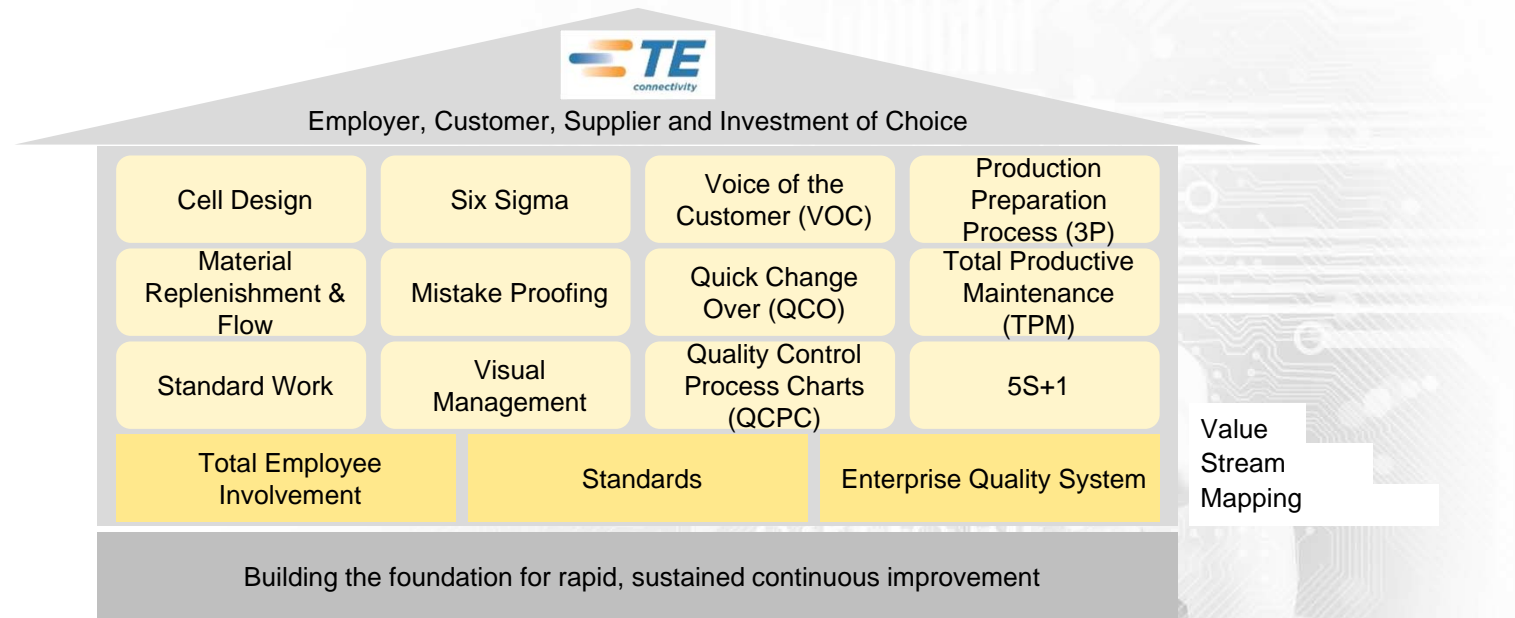 TE
connectivity
Employer, Customer, Supplier and Investment of Choice
Cell Design
Six Sigma
Voice of the
Customer (VOC)
Production
Preparation
Process (3P)
Material
Replenishment &
Flow
Mistake Proofing
Quick Change
Over (QCO)
Total Productive
Maintenance
(TPM)
Standard Work
Visual
Management
Quality Control
Process Charts
(QCPC)
5S+1
Total Employee
Involvement
Standards
Enterprise Quality System
Value
Stream
Mapping
Building the foundation for rapid, sustained continuous improvement